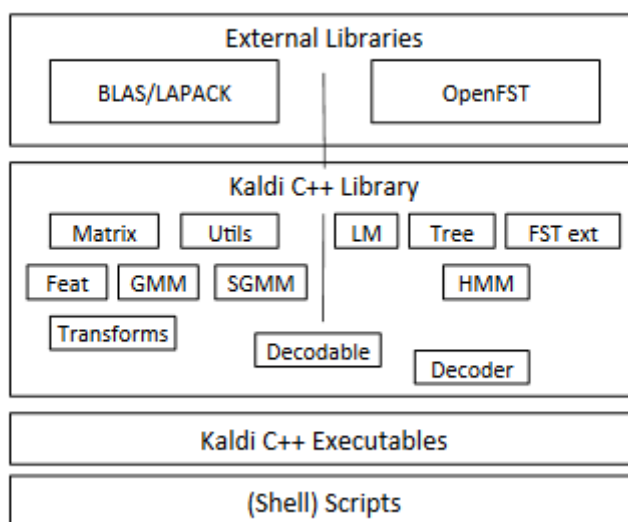 External Libraries
BLAS/LAPACK OpenFST
Kaldi C++ Library
Matrix Utils LM Tree FST ext
Feat GMM SGMM HMM
Transforms
Decodable
Decoder
Kaldi C++ Executables
(Shell) Scripts